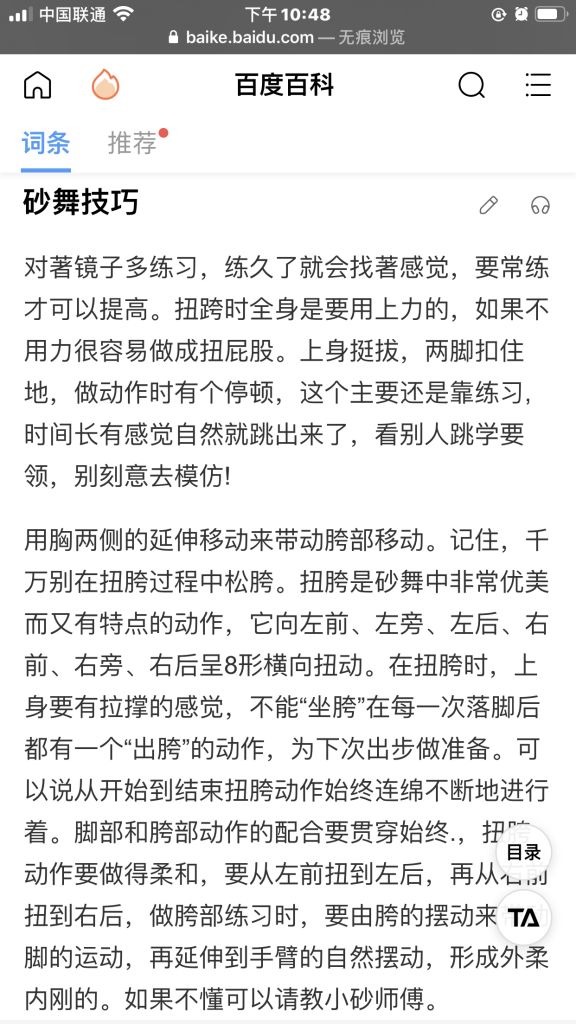 中国联通
下午10:48
baike.baidu.com — 无痕浏览
百度百科
词条
推荐
砂舞技巧
对著镜子多练习，练久了就会找著感觉，要常练
才可以提高。扭跨时全身是要用上力的，如果不
用力很容易做成扭屁股。上身挺拔，两脚扣住
地，做动作时有个停顿，这个主要还是靠练习，
时间长有感觉自然就跳出来了，看别人跳学要
领，别刻意去模仿!
用胸两侧的延伸移动来带动胯部移动。记住，千
万别在扭胯过程中松胯。扭胯是砂舞中非常优美
而又有特点的动作，它向左前、左旁、左后、右
前、右旁、右后呈8形横向扭动。在扭胯时，上
身要有拉撑的感觉，不能“坐胯”在每一次落脚后
都有一个“出胯”的动作，为下次出步做准备。可
以说从开始到结束扭胯动作始终连绵不断地进行
着。脚部和胯部动作的配合要贯穿始终.，扭胯
动作要做得柔和，要从左前扭到左后，再从右前
扭到右后，做胯部练习时，要由胯的摆动来
脚的运动，再延伸到手臂的自然摆动，形成外柔
内刚的。如果不懂可以请教小砂师傅。
目录
TA